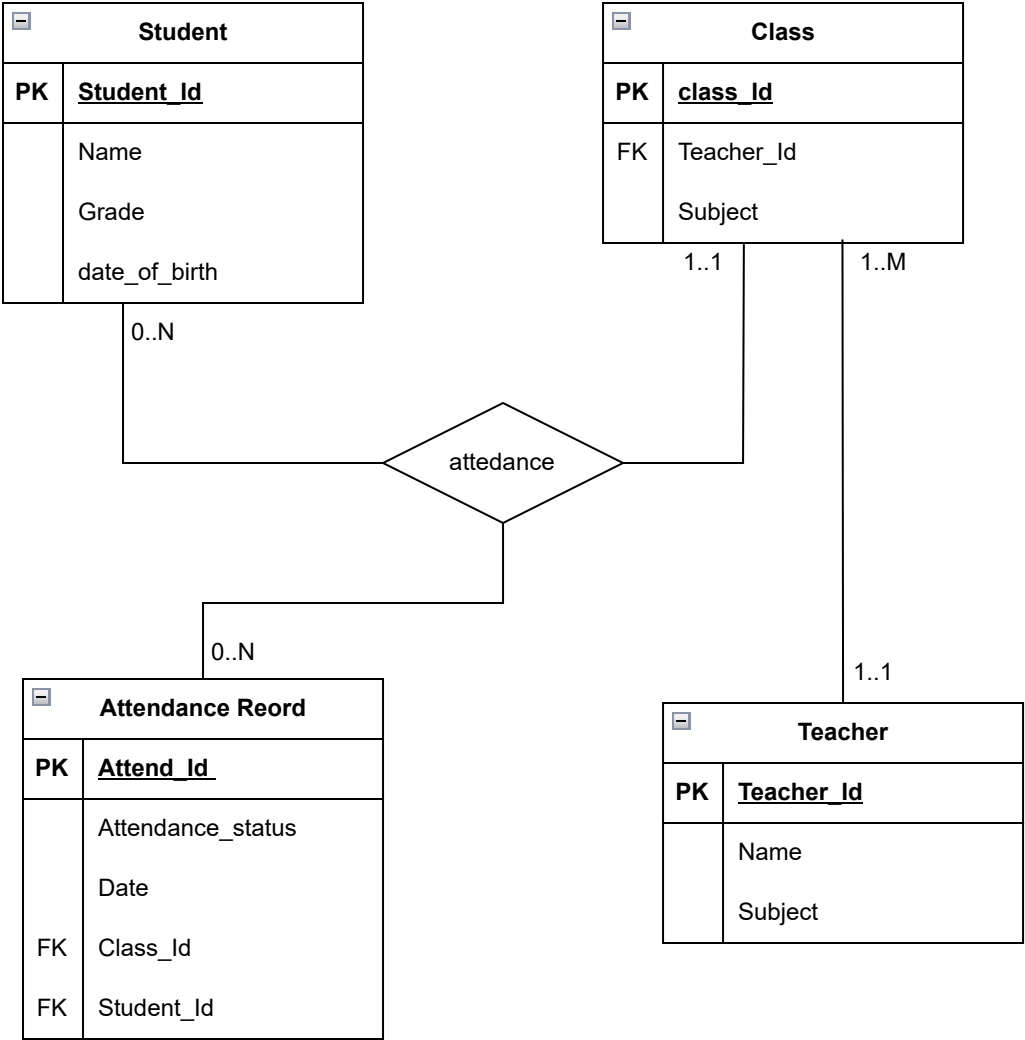 Student
PK Student_Id
Name
Grade
date_of_birth
0..N
Class
PK class_Id
FK Teacher_Id
Subject
1..1
1..M
attedance
0..N
Attendance Reord
PK Attend_Id
Attendance_status
Date
FK Class_Id
FK Student_Id
1..1
Teacher
PK Teacher_Id
Name
Subject